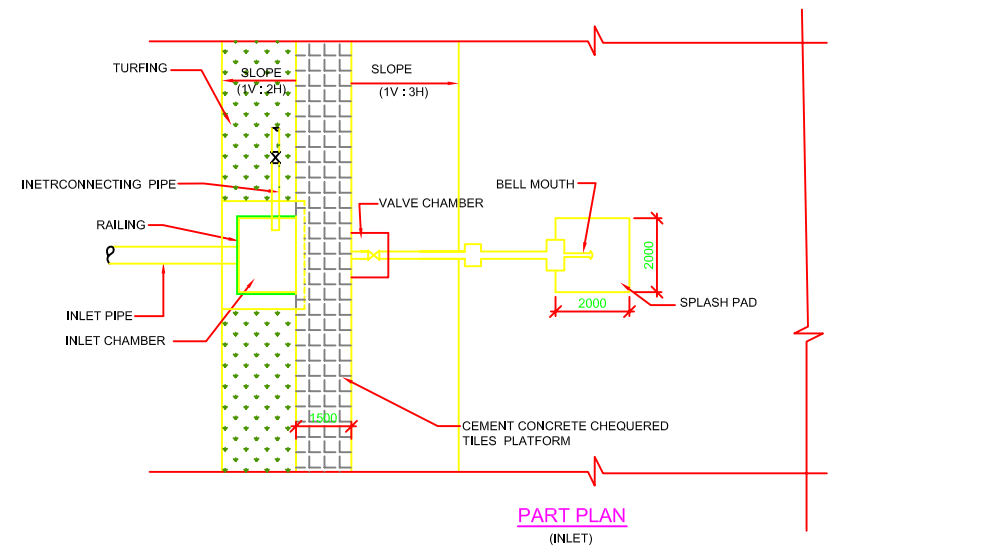 TURFING
SLOPE
(1V : 2H)
SLOPE
(1V : 3H)
INETRCONNECTING PIPE
BELL MOUTH
VALVE CHAMBER
RAILING
2000
2000
SPLASH PAD
INLET PIPE
INLET CHAMBER
1500
CEMENT CONCRETE CHEQUERED
TILES PLATFORM
PART PLAN
(INLET)